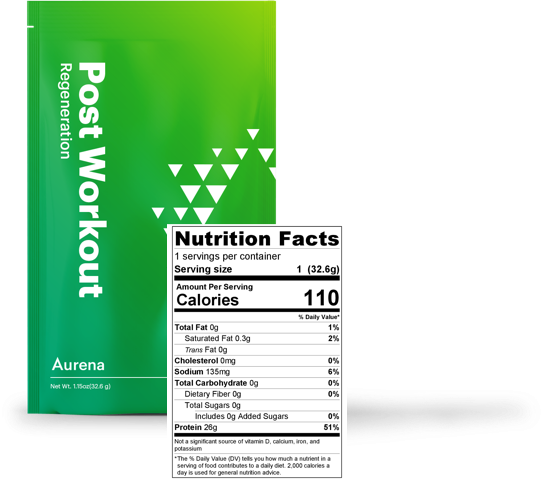 Post Workout
Regeneration
Aurena
Net Wt. 1.15oz(32.6 g)
Nutrition Facts
1 servings per container
Serving size 1 (32.6g)
Amount Per Serving
Calories 110
% Daily Value*
Total Fat 0g 1%
Saturated Fat 0.3g 2%
Trans Fat 0g
Cholesterol 0mg 0%
Sodium 135mg 6%
Total Carbohydrate 0g 0%
Dietary Fiber 0g 0%
Total Sugars 0g
Includes 0g Added Sugars 0%
Protein 26g 51%
Not a significant source of vitamin D, calcium, iron, and
potassium
*The % Daily Value (DV) tells you how much a nutrient in a
serving of food contributes to a daily diet. 2,000 calories a
day is used for general nutrition advice.